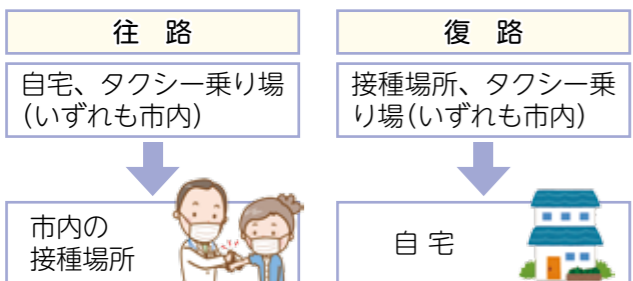 往 路
自宅、タクシー乗り場
(いずれも市内)
市内の
接種場所
復 路
接種場所、タクシー乗
り場(いずれも市内)
自 宅